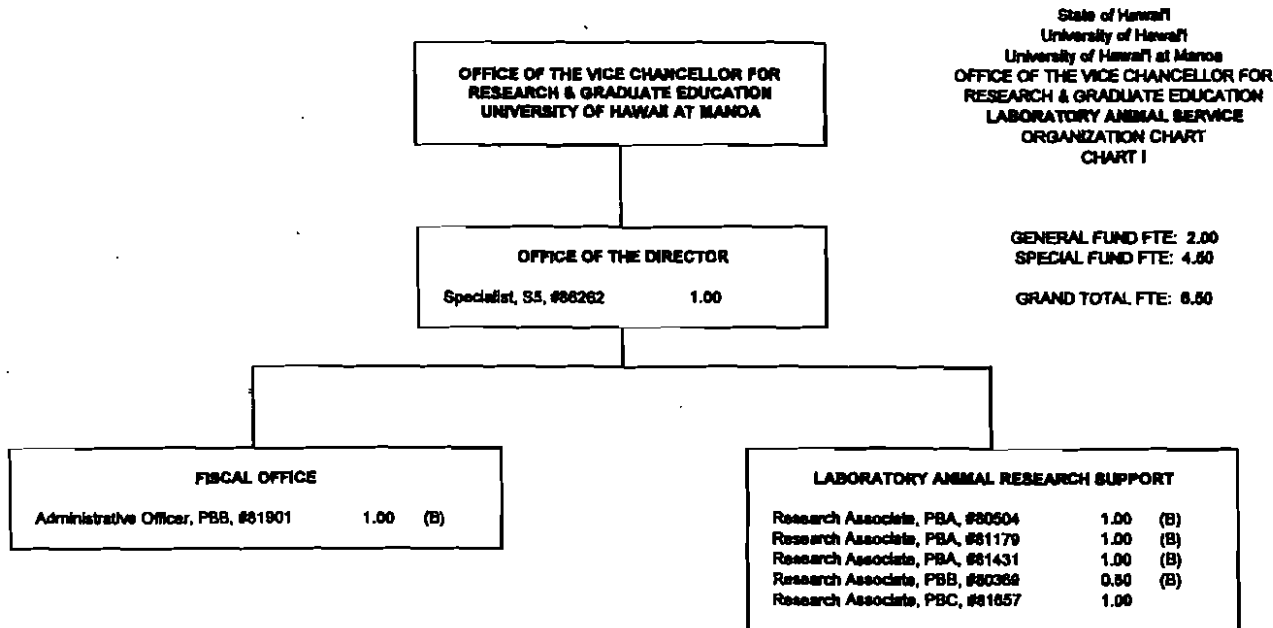 State of Hawai'i
University of Hawai'i
University of Hawai'i at Manoa
OFFICE OF THE VICE CHANCELLOR FOR
RESEARCH & GRADUATE EDUCATION
LABORATORY ANIMAL SERVICE
ORGANIZATION CHART
CHART I
OFFICE OF THE VICE CHANCELLOR FOR
RESEARCH & GRADUATE EDUCATION
UNIVERSITY OF HAWAII AT MANOA
GENERAL FUND FTE: 2.00
SPECIAL FUND FTE: 4.50
GRAND TOTAL FTE: 6.50
OFFICE OF THE DIRECTOR
Specialist, S5, #86262 1.00
FISCAL OFFICE
Administrative Officer, PBB, #81901 1.00 (B)
LABORATORY ANIMAL RESEARCH SUPPORT
Research Associate, PBA, #80504 1.00 (B)
Research Associate, PBA, #81179 1.00 (B)
Research Associate, PBA, #81431 1.00 (B)
Research Associate, PBB, #80369 0.50 (B)
Research Associate, PBC, #81657 1.00